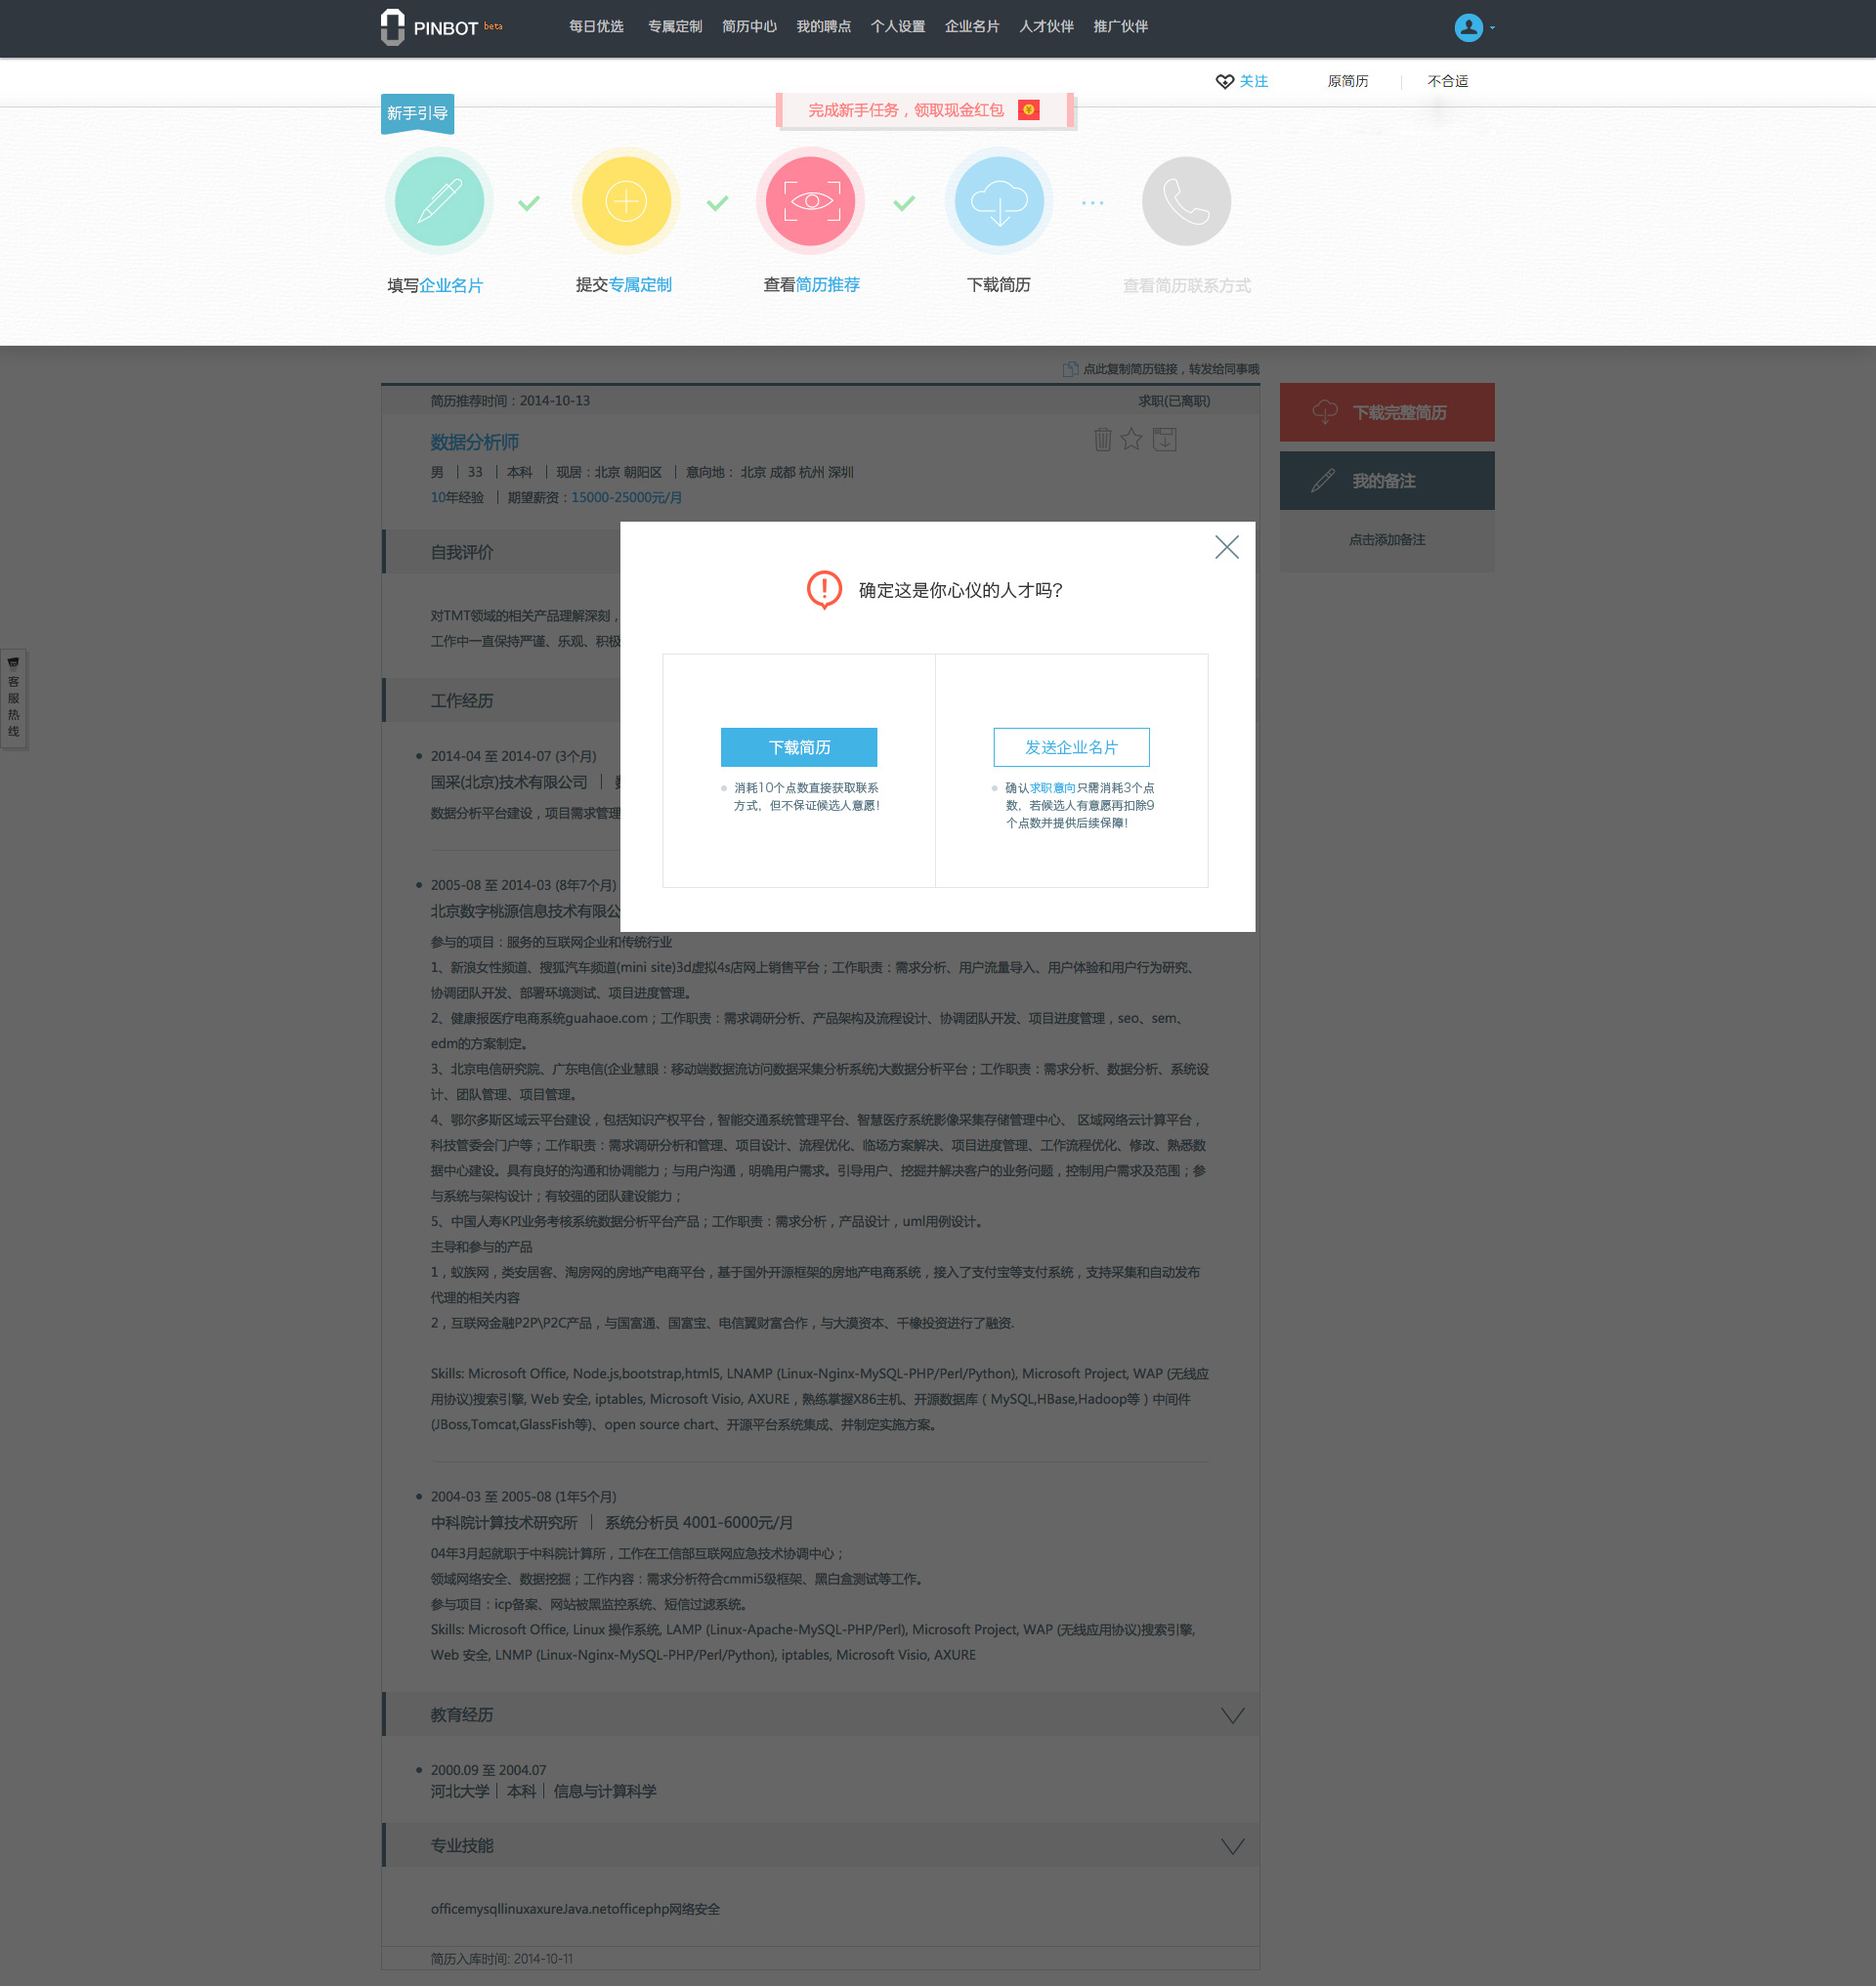 PINBOT beta
每日优选 专属定制 简历中心 我的聘点 个人设置 企业名片 人才伙伴 推广伙伴
关注 原简历 不合适
新手引导
完成新手任务，领取现金红包
填写企业名片 提交专属定制 查看简历推荐 下载简历 查看简历联系方式
点此复制简历链接，转发给同事哦
简历推荐时间：2014-10-13 求职(已离职)
下载完整简历
数据分析师
男 33 本科 现居：北京 朝阳区 意向地： 北京 成都 杭州 深圳
我的备注
10年经验 期望薪资：15000-25000元/月
点击添加备注
自我评价
确定这是你心仪的人才吗?
对TMT领域的相关产品理解深刻，
工作中一直保持严谨、乐观、积极
客服热线
工作经历
下载简历 发送企业名片
2014-04 至 2014-07 (3个月)
国采(北京)技术有限公司
消耗10个点数直接获取联系
方式，但不保证候选人意愿!
确认求职意向只需消耗3个点
数，若候选人有意愿再扣除9
个点数并提供后续保障!
数据分析平台建设，项目需求管理
2005-08 至 2014-03 (8年7个月)
北京数字桃源信息技术有限公
参与的项目：服务的互联网企业和传统行业
1、新浪女性频道、搜狐汽车频道(mini site)3d虚拟4s店网上销售平台；工作职责：需求分析、用户流量导入、用户体验和用户行为研究、
协调团队开发、部署环境测试、项目进度管理。
2、健康报医疗电商系统guahaoe.com；工作职责：需求调研分析、产品架构及流程设计、协调团队开发、项目进度管理，seo、sem、
edm的方案制定。
3、北京电信研究院、广东电信(企业慧眼：移动端数据流访问数据采集分析系统)大数据分析平台；工作职责：需求分析、数据分析、系统设
计、团队管理、项目管理。
4、鄂尔多斯区域云平台建设，包括知识产权平台，智能交通系统管理平台、智慧医疗系统影像采集存储管理中心、 区域网络云计算平台，
科技管委会门户等；工作职责：需求调研分析和管理、项目设计、流程优化、临场方案解决、项目进度管理、工作流程优化、修改、熟悉数
据中心建设。具有良好的沟通和协调能力；与用户沟通，明确用户需求。引导用户、挖掘并解决客户的业务问题，控制用户需求及范围；参
与系统与架构设计；有较强的团队建设能力；
5、中国人寿KPI业务考核系统数据分析平台产品；工作职责：需求分析，产品设计，uml用例设计。
主导和参与的产品
1，蚁族网，类安居客、淘房网的房地产电商平台，基于国外开源框架的房地产电商系统，接入了支付宝等支付系统，支持采集和自动发布
代理的相关内容
2，互联网金融P2P\P2C产品，与国富通、国富宝、电信翼财富合作，与大漠资本、千橡投资进行了融资.
Skills: Microsoft Office, Node.js,bootstrap,html5, LNAMP (Linux-Nginx-MySQL-PHP/Perl/Python), Microsoft Project, WAP (无线应
用协议)搜索引擎, Web 安全, iptables, Microsoft Visio, AXURE，熟练掌握X86主机、开源数据库（MySQL,HBase,Hadoop等）中间件
(JBoss,Tomcat,GlassFish等)、open source chart、开源平台系统集成、并制定实施方案。
2004-03 至 2005-08 (1年5个月)
中科院计算技术研究所 系统分析员 4001-6000元/月
04年3月起就职于中科院计算所，工作在工信部互联网应急技术协调中心；
领域网络安全、数据挖掘；工作内容：需求分析符合cmmi5级框架、黑白盒测试等工作。
参与项目：icp备案、网站被黑监控系统、短信过滤系统。
Skills: Microsoft Office, Linux 操作系统, LAMP (Linux-Apache-MySQL-PHP/Perl), Microsoft Project, WAP (无线应用协议)搜索引擎,
Web 安全, LNMP (Linux-Nginx-MySQL-PHP/Perl/Python), iptables, Microsoft Visio, AXURE
教育经历
2000.09 至 2004.07
河北大学 本科 信息与计算科学
专业技能
officemysqllinuxaxureJava.netofficephp网络安全
简历入库时间: 2014-10-11